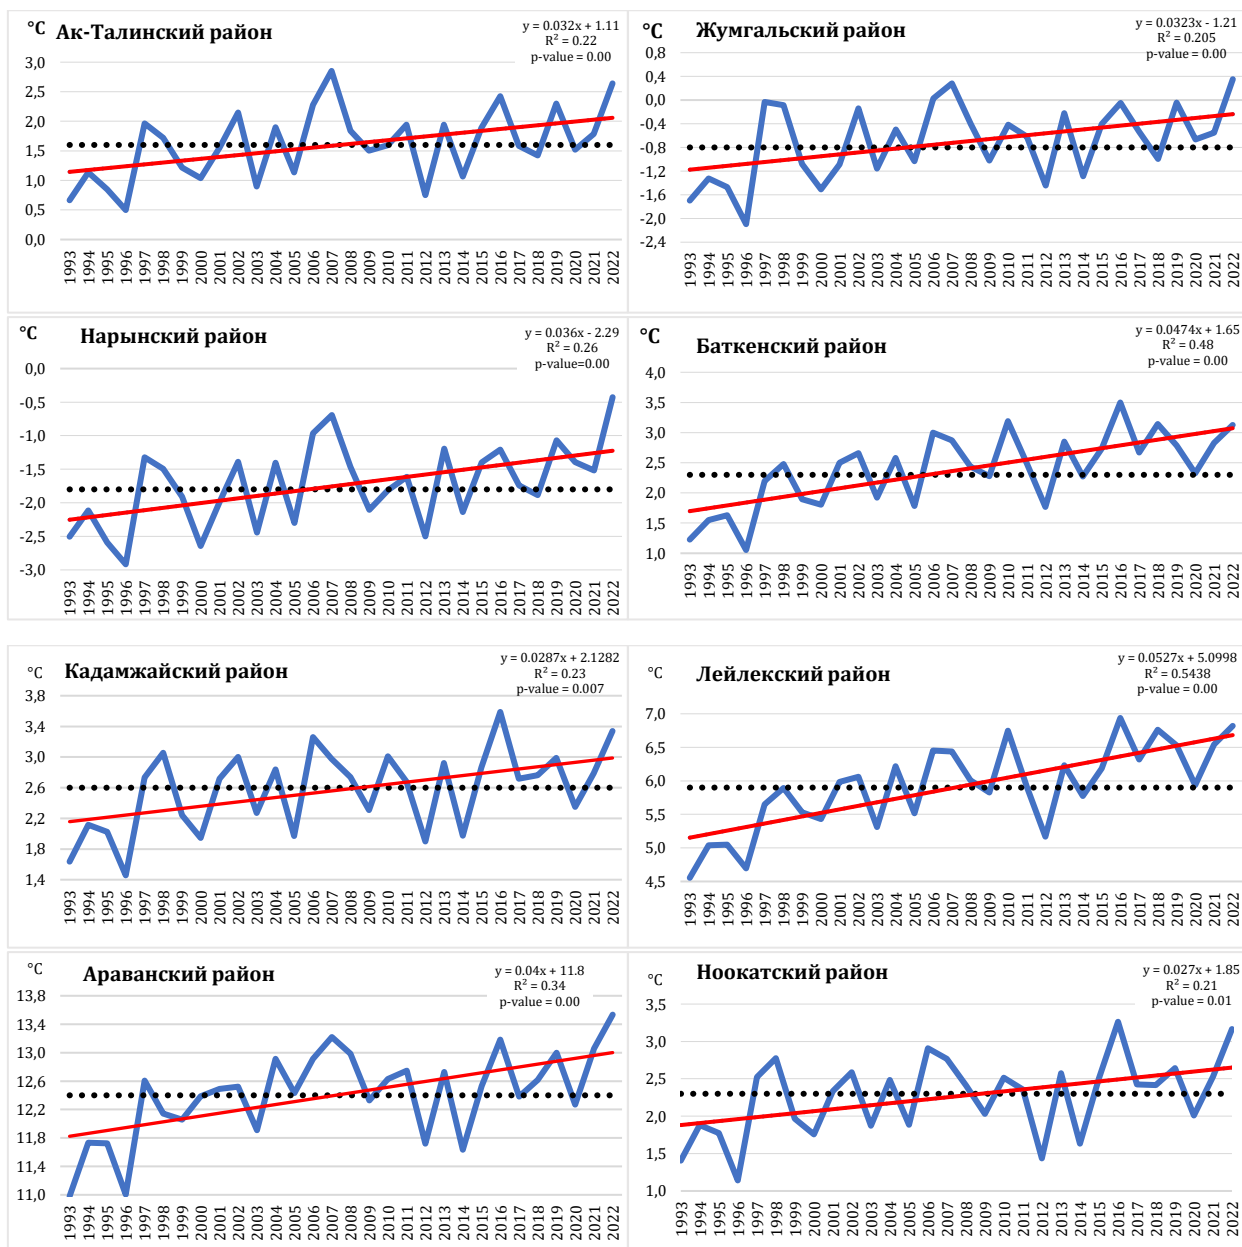 °C Ак-Талинский район
y = 0.032x + 1.11
R² = 0.22
p-value = 0.00
3,0
2,5
2,0
1,5
1,0
0,5
0,0
1993 1994 1995 1996 1997 1998 1999 2000 2001 2002 2003 2004 2005 2006 2007 2008 2009 2010 2011 2012 2013 2014 2015 2016 2017 2018 2019 2020 2021 2022
°C Жумгальский район
y = 0.0323x - 1.21
R² = 0.205
p-value = 0.00
0,8
0,4
0,0
-0,4
-0,8
-1,2
-1,6
-2,0
-2,4
1993 1994 1995 1996 1997 1998 1999 2000 2001 2002 2003 2004 2005 2006 2007 2008 2009 2010 2011 2012 2013 2014 2015 2016 2017 2018 2019 2020 2021 2022
°C Нарынский район
y = 0.036x - 2.29
R² = 0.26
p-value=0.00
0,0
-0,5
-1,0
-1,5
-2,0
-2,5
-3,0
1993 1994 1995 1996 1997 1998 1999 2000 2001 2002 2003 2004 2005 2006 2007 2008 2009 2010 2011 2012 2013 2014 2015 2016 2017 2018 2019 2020 2021 2022
°C Баткенский район
y = 0.0474x + 1.65
R² = 0.48
p-value = 0.00
4,0
3,5
3,0
2,5
2,0
1,5
1,0
1993 1994 1995 1996 1997 1998 1999 2000 2001 2002 2003 2004 2005 2006 2007 2008 2009 2010 2011 2012 2013 2014 2015 2016 2017 2018 2019 2020 2021 2022
°C Кадамжайский район
y = 0.0287x + 2.1282
R² = 0.23
p-value = 0.007
3,8
3,4
3,0
2,6
2,2
1,8
1,4
1993 1994 1995 1996 1997 1998 1999 2000 2001 2002 2003 2004 2005 2006 2007 2008 2009 2010 2011 2012 2013 2014 2015 2016 2017 2018 2019 2020 2021 2022
°C Лейлекский район
y = 0.0527x + 5.0998
R² = 0.5438
p-value = 0.00
7,0
6,5
6,0
5,5
5,0
4,5
1993 1994 1995 1996 1997 1998 1999 2000 2001 2002 2003 2004 2005 2006 2007 2008 2009 2010 2011 2012 2013 2014 2015 2016 2017 2018 2019 2020 2021 2022
°C Араванский район
y = 0.04x + 11.8
R² = 0.34
p-value = 0.00
13,8
13,4
13,0
12,6
12,2
11,8
11,4
11,0
1993 1994 1995 1996 1997 1998 1999 2000 2001 2002 2003 2004 2005 2006 2007 2008 2009 2010 2011 2012 2013 2014 2015 2016 2017 2018 2019 2020 2021 2022
°C Ноокатский район
y = 0.027x + 1.85
R² = 0.21
p-value = 0.01
3,5
3,0
2,5
2,0
1,5
1,0
1993 1994 1995 1996 1997 1998 1999 2000 2001 2002 2003 2004 2005 2006 2007 2008 2009 2010 2011 2012 2013 2014 2015 2016 2017 2018 2019 2020 2021 2022